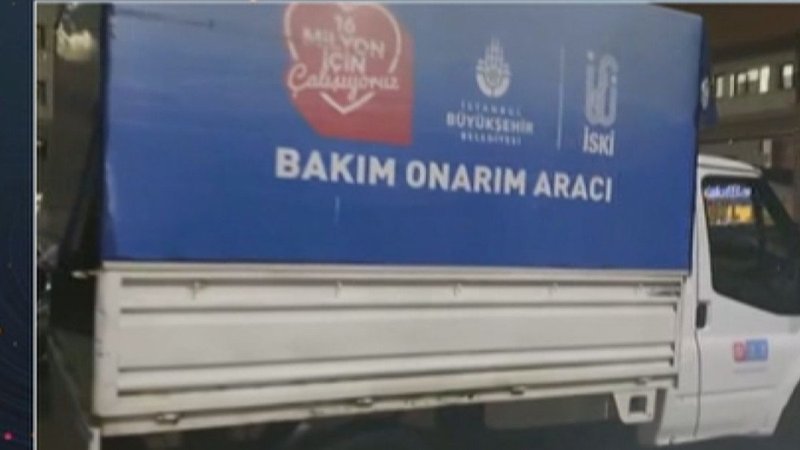 16
MİLYON
İÇİN
Çalışıyoruz
İSTANBUL
BÜYÜKŞEHİR
BELEDİYESİ
İSKİ
BAKIM ONARIM ARACI